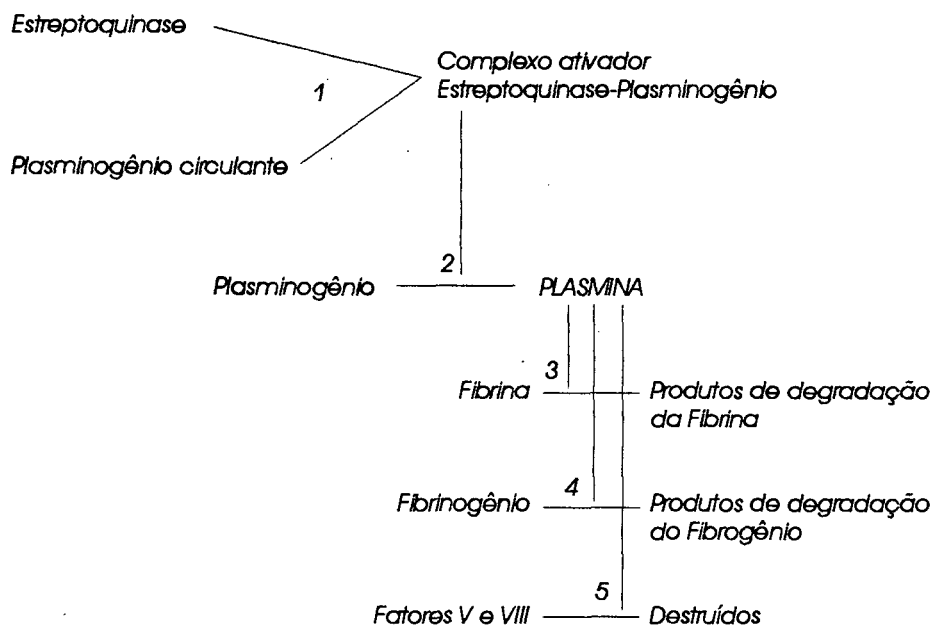 Estreptoquinase
Complexo ativador
Estreptoquinase-Plasminogênio
1
Plasminogênio circulante
2
Plasminogênio
PLASMINA
3
Fibrina
Produtos de degradação
da Fibrina
4
Fibrinogênio
Produtos de degradação
do Fibrogênio
5
Fatores V e VIII
Destruídos